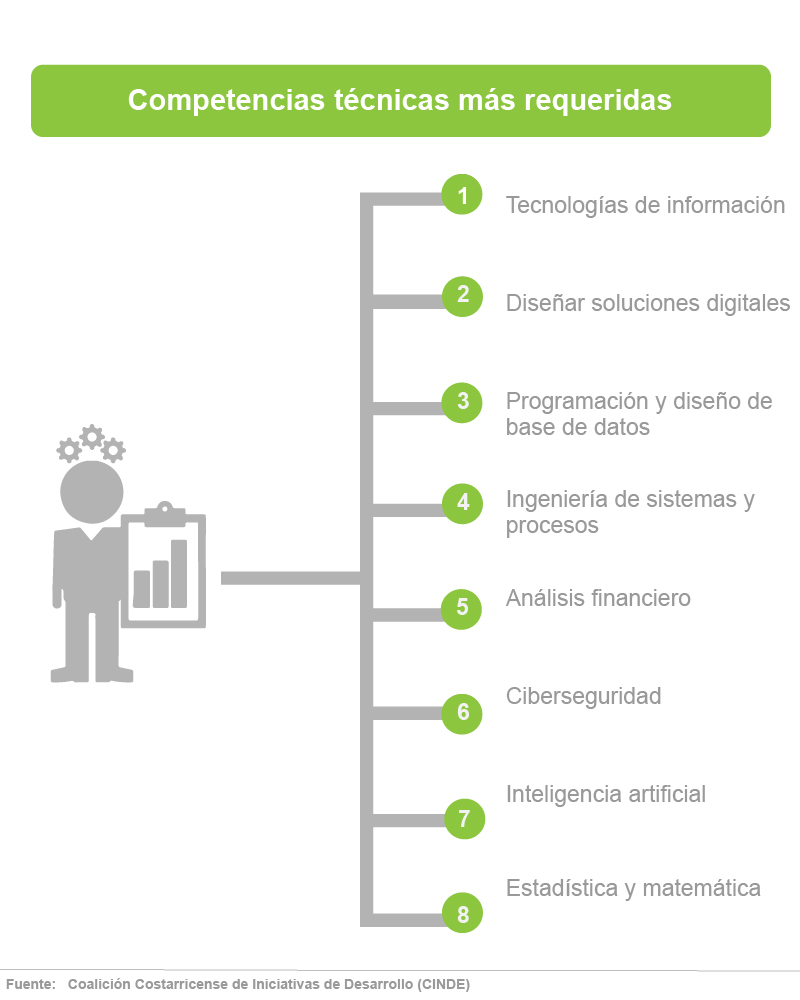 Competencias técnicas más requeridas
1
Tecnologías de información
2
Diseñar soluciones digitales
3
Programación y diseño de
base de datos
4
Ingeniería de sistemas y
procesos
5
Análisis financiero
6
Ciberseguridad
7
Inteligencia artificial
8
Estadística y matemática
Fuente: Coalición Costarricense de Iniciativas de Desarrollo (CINDE)